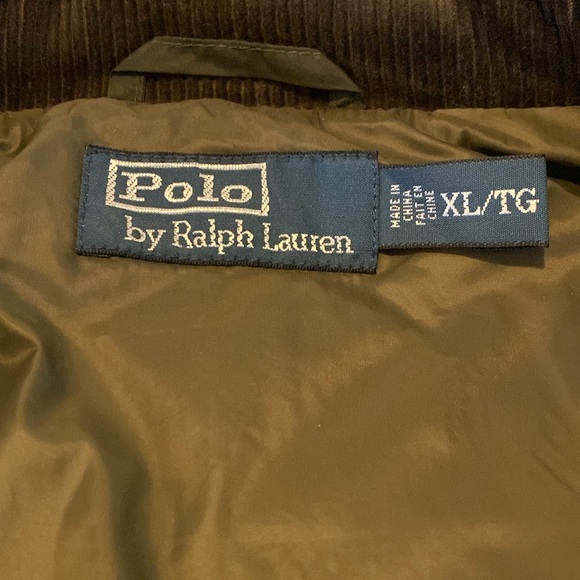 Polo
by Ralph Lauren
MADE IN
CHINA
FAIT EN
CHINE
XL/TG